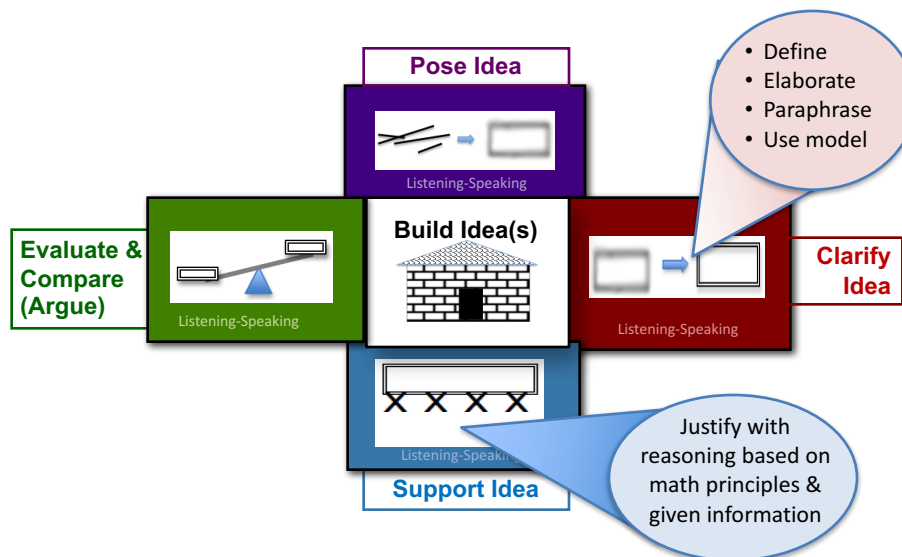 Pose Idea
Listening-Speaking
• Define
• Elaborate
• Paraphrase
• Use model
Evaluate &
Compare
(Argue)
Listening-Speaking
Build Idea(s)
Clarify
Idea
Listening-Speaking
X X X X
Listening-Speaking
Support Idea
Justify with
reasoning based on
math principles &
given information